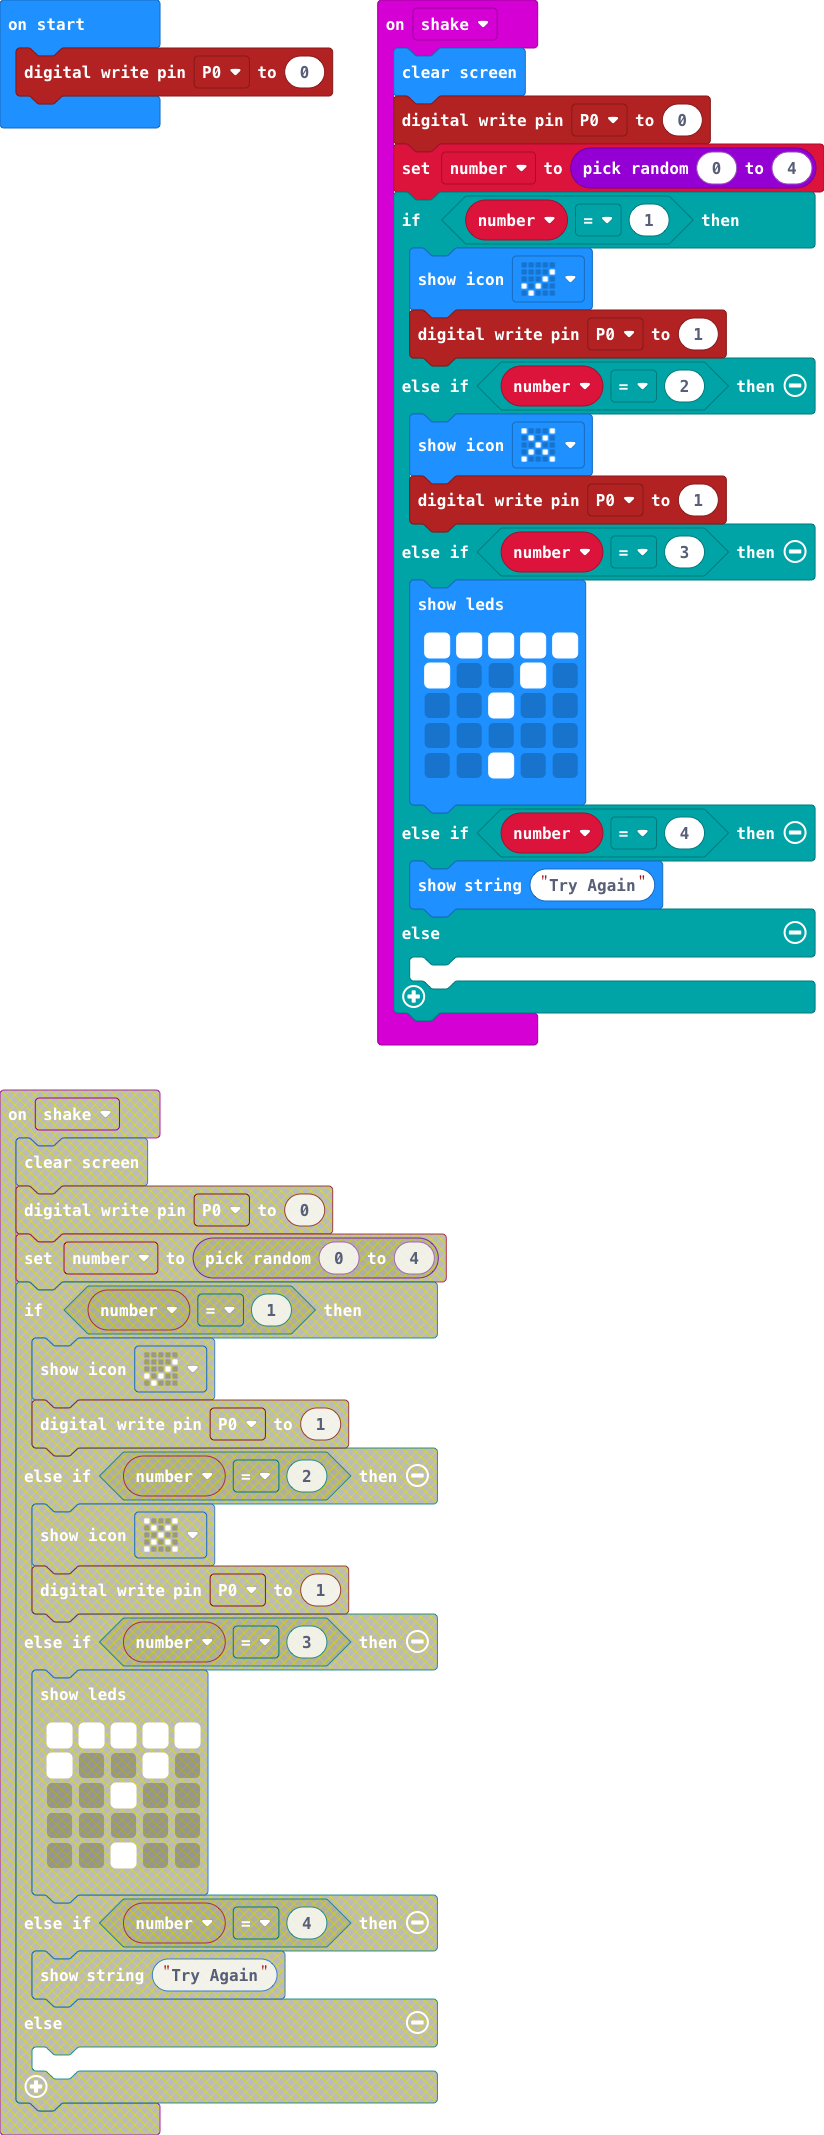 on start
digital write pin P0 to 0
on shake
clear screen
digital write pin P0 to 0
set number to pick random 0 to 4
if number = 1 then
show icon
digital write pin P0 to 1
else if number = 2 then
show icon
digital write pin P0 to 1
else if number = 3 then
show leds
else if number = 4 then
show string "Try Again"
else
on shake
clear screen
digital write pin P0 to 0
set number to pick random 0 to 4
if number = 1 then
show icon
digital write pin P0 to 1
else if number = 2 then
show icon
digital write pin P0 to 1
else if number = 3 then
show leds
else if number = 4 then
show string "Try Again"
else